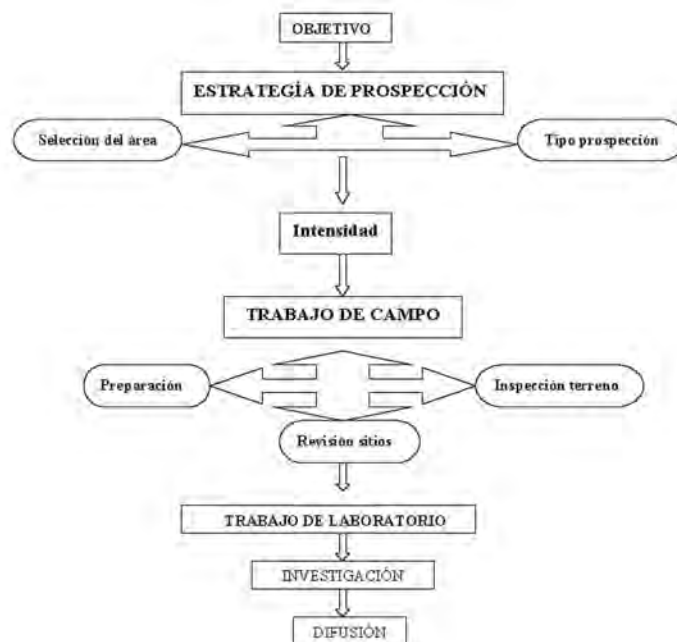 OBJETIVO
ESTRATEGÍA DE PROSPECCIÓN
Selección del área
Tipo prospección
Intensidad
TRABAJO DE CAMPO
Preparación
Inspección terreno
Revisión sitios
TRABAJO DE LABORATORIO
INVESTIGACIÓN
DIFUSIÓN